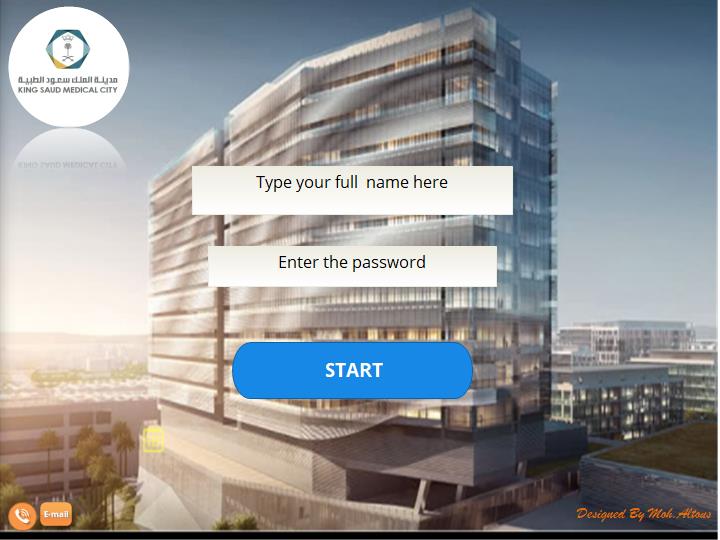 مدينة الملك سعود الطبية
KING SAUD MEDICAL CITY
Type your full  name here
Enter the password
START
E-mail
Designed By Moh.Altous